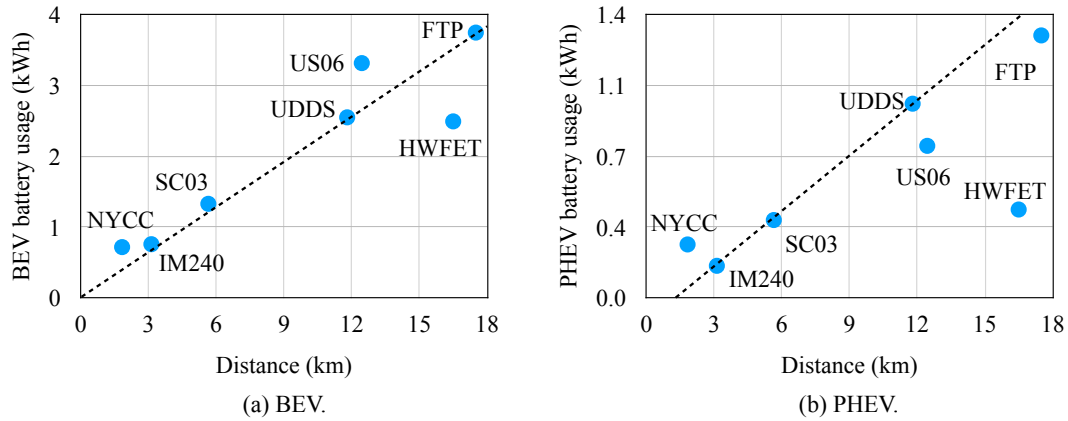 BEV battery usage (kWh)
4
3
2
1
0
FTP
US06
UDDS
HWFET
SC03
NYCC
IM240
0 3 6 9 12 15 18
Distance (km)
(a) BEV.
PHEV battery usage (kWh)
1.4
1.1
0.7
0.4
0.0
FTP
UDDS
US06
HWFET
NYCC
SC03
IM240
0 3 6 9 12 15 18
Distance (km)
(b) PHEV.